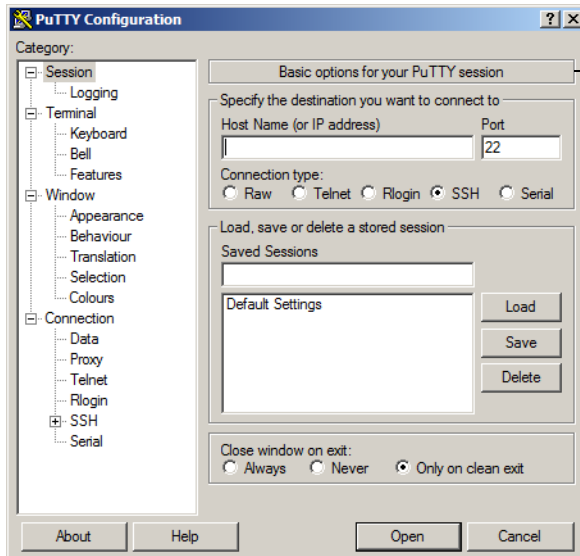 PuTTY Configuration
Category:
Session
Logging
Terminal
Keyboard
Bell
Features
Window
Appearance
Behaviour
Translation
Selection
Colours
Connection
Data
Proxy
Telnet
Rlogin
SSH
Serial
Basic options for your PuTTY session
Specify the destination you want to connect to
Host Name (or IP address) Port
22
Connection type:
Raw Telnet Rlogin SSH Serial
Load, save or delete a stored session
Saved Sessions
Default Settings
Load
Save
Delete
Close window on exit:
Always Never Only on clean exit
About Help Open Cancel